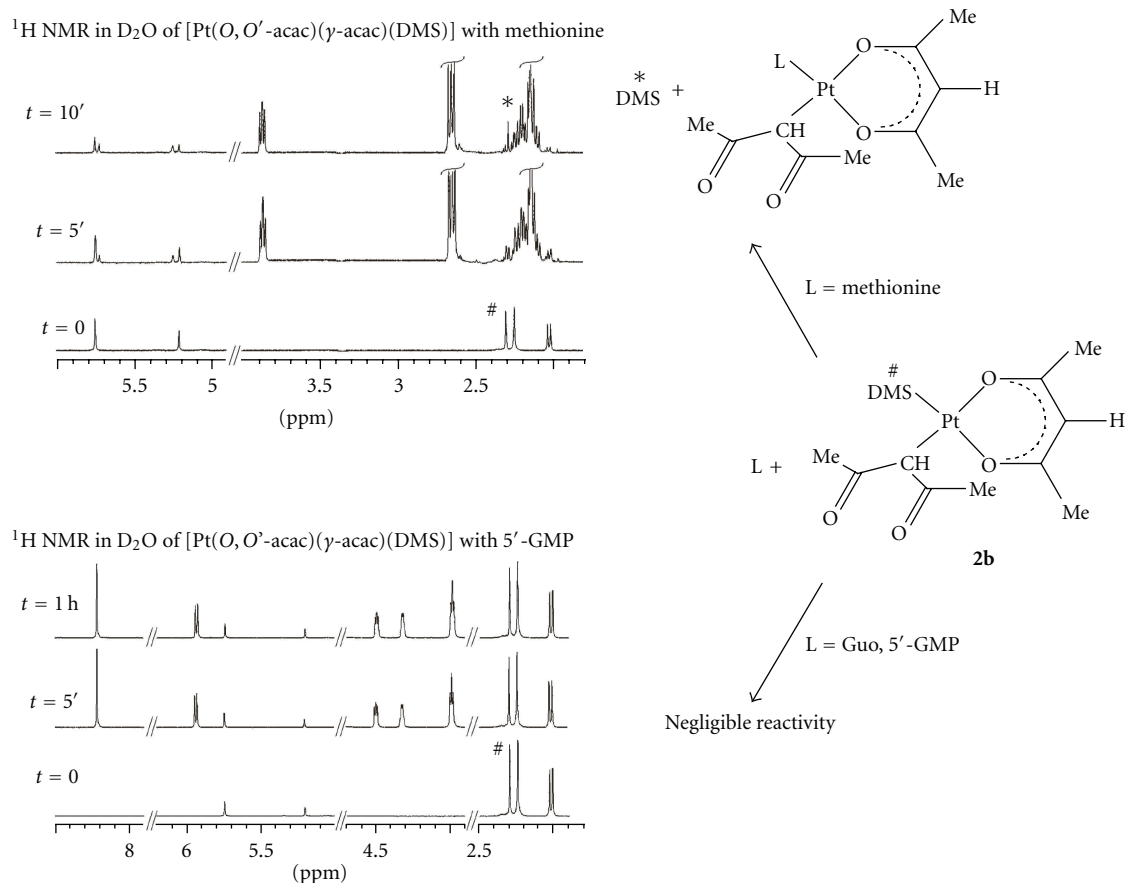 ¹H NMR in D₂O of [Pt(O,O′-acac)(γ-acac)(DMS)] with methionine
t = 10′
*
t = 5′
t = 0
#
5.5 5 3.5 3 2.5
(ppm)
* DMS +
L
Pt
O
O
Me
H
Me
CH
Me
Me
O
O
L = methionine
L +
# DMS
Pt
O
O
Me
H
Me
CH
Me
Me
O
O
2b
L = Guo, 5′-GMP
Negligible reactivity
¹H NMR in D₂O of [Pt(O,O’-acac)(γ-acac)(DMS)] with 5′-GMP
t = 1 h
t = 5′
t = 0
#
8 6 5.5 4.5 2.5
(ppm)